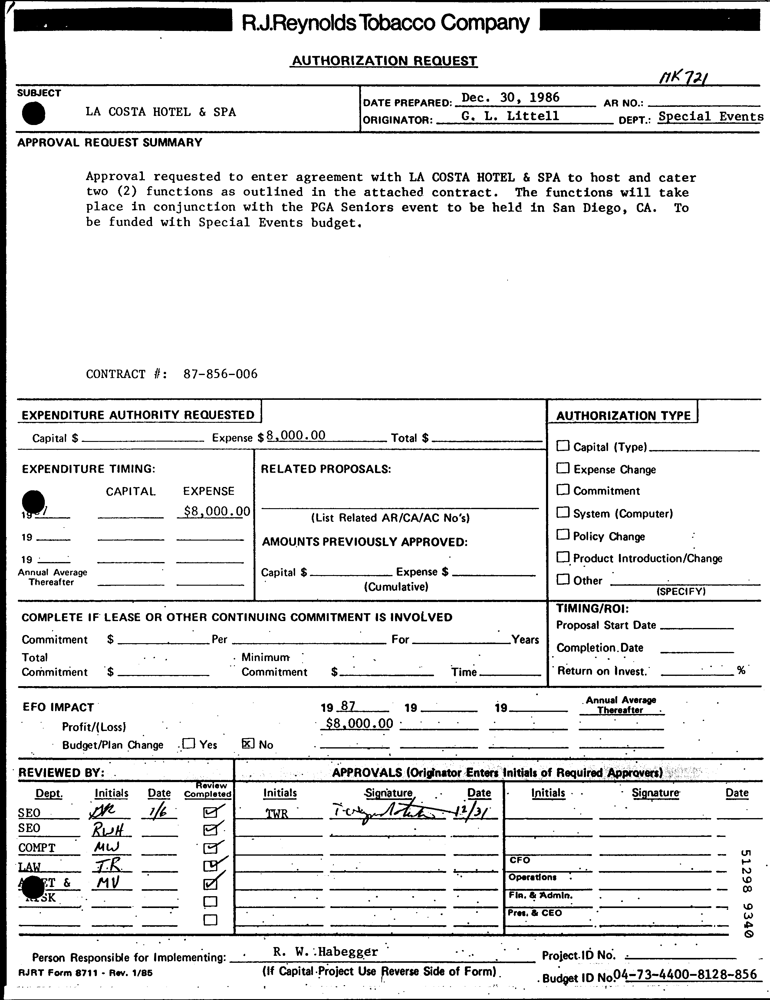 R.J.Reynolds Tobacco Company
AUTHORIZATION REQUEST
MK 721
SUBJECT
LA COSTA HOTEL & SPA
DATE PREPARED: Dec. 30, 1986 AR NO.:
ORIGINATOR: G. L. Littell DEPT.: Special Events
APPROVAL REQUEST SUMMARY
Approval requested to enter agreement with LA COSTA HOTEL & SPA to host and cater
two (2) functions as outlined in the attached contract. The functions will take
place in conjunction with the PGA Seniors event to be held in San Diego, CA. To
be funded with Special Events budget.
CONTRACT #: 87-856-006
EXPENDITURE AUTHORITY REQUESTED
Capital $ Expense $ 8,000.00 Total $
EXPENDITURE TIMING:
CAPITAL EXPENSE
$8,000.00
19
19
Annual Average
Thereafter
RELATED PROPOSALS:
(List Related AR/CA/AC No's)
AMOUNTS PREVIOUSLY APPROVED:
Capital $ Expense $
(Cumulative)
AUTHORIZATION TYPE
Capital (Type)
Expense Change
Commitment
System (Computer)
Policy Change
Product Introduction/Change
Other
(SPECIFY)
COMPLETE IF LEASE OR OTHER CONTINUING COMMITMENT IS INVOLVED
Commitment $ Per For Years
Total Minimum
Commitment $ Commitment $ Time
TIMING/ROI:
Proposal Start Date
Completion Date
Return on Invest. %
EFO IMPACT 19 87 19 19 Annual Average
Thereafter
Profit/(Loss) $8,000.00
Budget/Plan Change Yes No
REVIEWED BY:
Dept. Initials Date Review
Completed
SEO 1/6
SEO RWH
COMPT MW
LAW J.R.
&  MV
APPROVALS (Originator Enters Initials of Required Approvers)
Initials Signature Date Initials Signature Date
TWR 12/31
CFO
Operations
Fin. & Admin.
Pres. & CEO
51298 9340
Person Responsible for Implementing: R. W. Habegger Project ID No.
RJRT Form 8711 - Rev. 1/85 (If Capital Project Use Reverse Side of Form) Budget ID No. 04-73-4400-8128-856